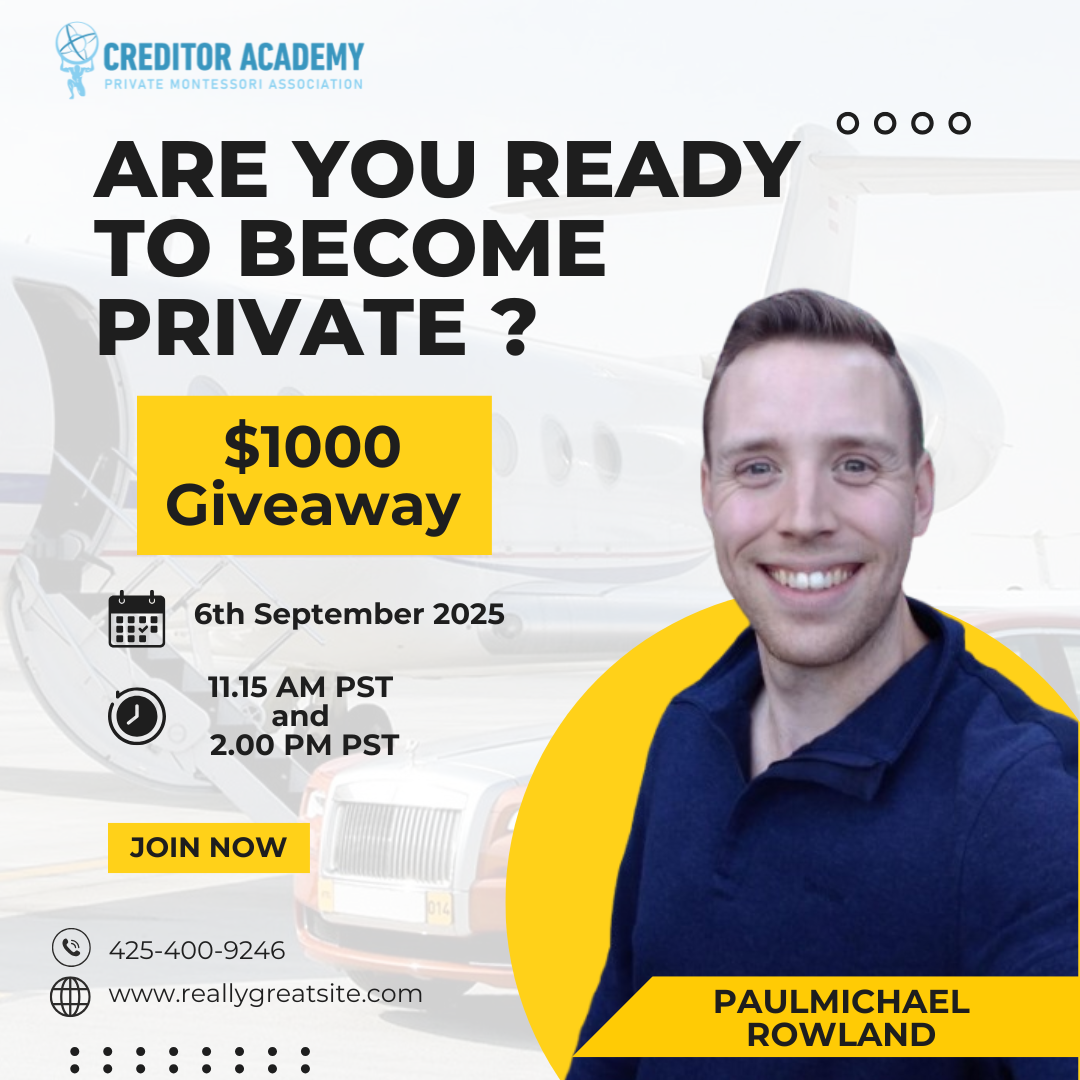 CREDITOR ACADEMY
PRIVATE MONTESSORI ASSOCIATION
ARE YOU READY
TO BECOME
PRIVATE ?
$1000
Giveaway
6th September 2025
11.15 AM PST
and
2.00 PM PST
JOIN NOW
425-400-9246
www.reallygreatsite.com
014
PAULMICHAEL
ROWLAND